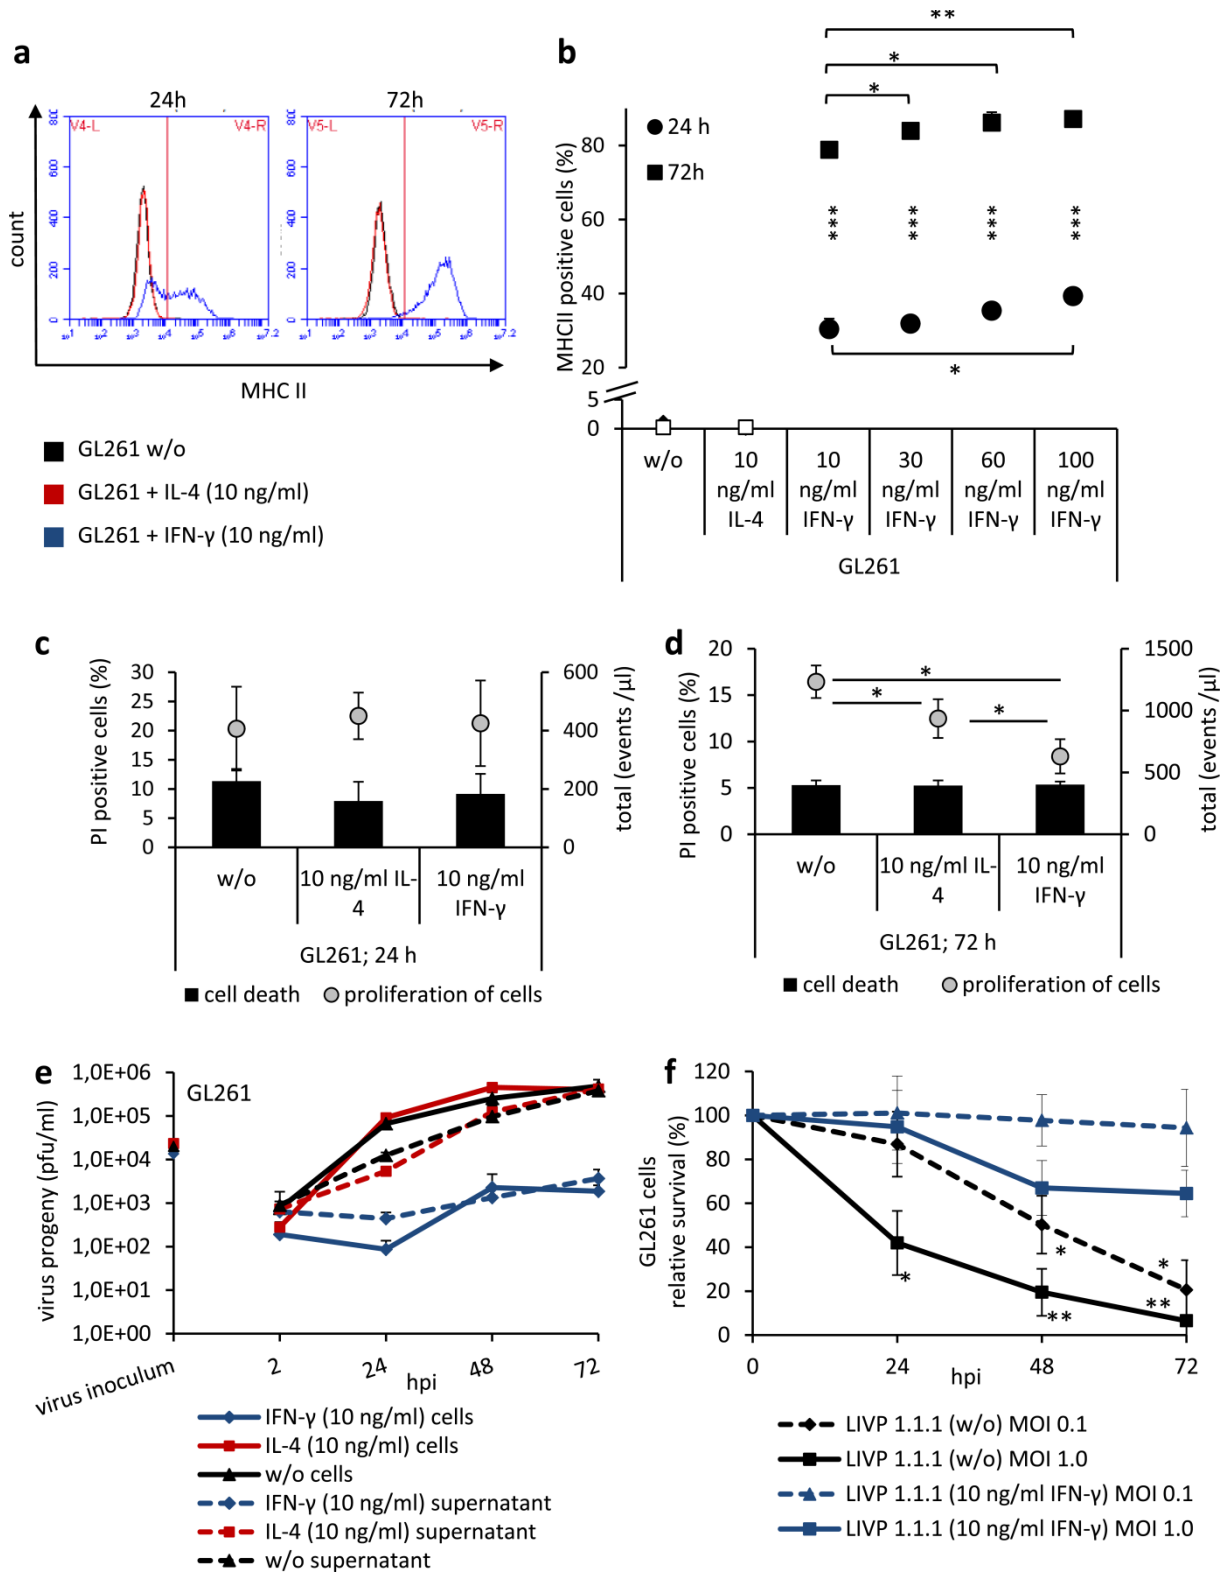 a
24h
72h
V4-L
V4-R
V5-L
V5-R
800
600
400
200
0
count
MHC II
GL261 w/o
GL261 + IL-4 (10 ng/ml)
GL261 + IFN-γ (10 ng/ml)
b
**
*
*
24 h
72h
MHCII positive cells (%)
80
60
40
20
5
0
*** *** *** ***
*
w/o
10 ng/ml IL-4
10 ng/ml IFN-γ
30 ng/ml IFN-γ
60 ng/ml IFN-γ
100 ng/ml IFN-γ
GL261
c
PI positive cells (%)
30
25
20
15
10
5
0
600
400
200
0
total (events /µl)
w/o
10 ng/ml IL-
4
10 ng/ml
IFN-γ
GL261; 24 h
cell death
proliferation of cells
d
PI positive cells (%)
20
15
10
5
0
1500
1000
500
0
total (events /µl)
*
*
*
w/o
10 ng/ml IL-
4
10 ng/ml
IFN-γ
GL261; 72 h
cell death
proliferation of cells
e
GL261
virus progeny (pfu/ml)
1,0E+06
1,0E+05
1,0E+04
1,0E+03
1,0E+02
1,0E+01
1,0E+00
virus inoculum
2
24
48
72
hpi
IFN-γ (10 ng/ml) cells
IL-4 (10 ng/ml) cells
w/o cells
IFN-γ (10 ng/ml) supernatant
IL-4 (10 ng/ml) supernatant
w/o supernatant
f
GL261 cells
relative survival (%)
120
100
80
60
40
20
0
*
*
**
*
**
0
24
48
72
hpi
LIVP 1.1.1 (w/o) MOI 0.1
LIVP 1.1.1 (w/o) MOI 1.0
LIVP 1.1.1 (10 ng/ml IFN-γ) MOI 0.1
LIVP 1.1.1 (10 ng/ml IFN-γ) MOI 1.0